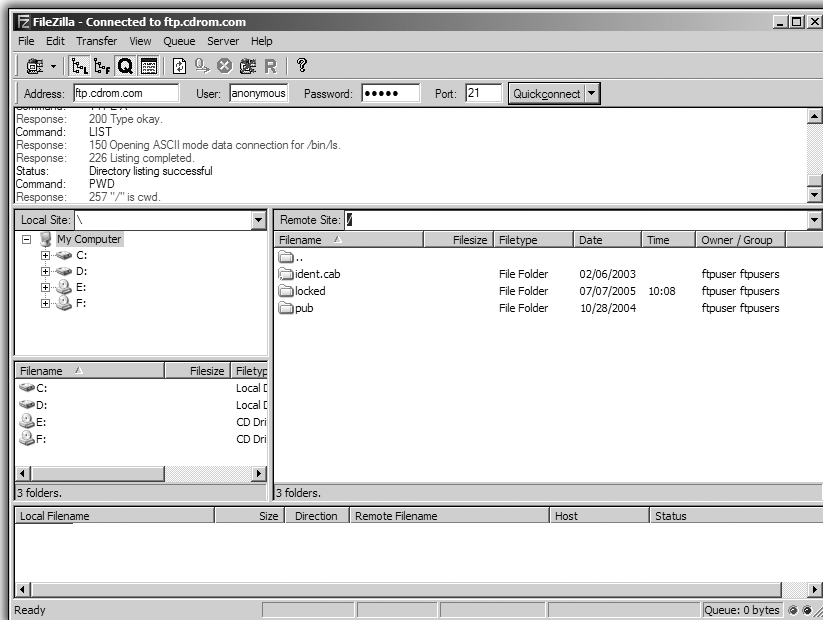 FileZilla - Connected to ftp.cdrom.com
File Edit Transfer View Queue Server Help
Address: ftp.cdrom.com User: anonymous Password: ●●●●● Port: 21 Quickconnect
Response: 200 Type okay.
Command: LIST
Response: 150 Opening ASCII mode data connection for /bin/ls.
Response: 226 Listing completed.
Status: Directory listing successful
Command: PWD
Response: 257 "/" is cwd.
Local Site: \
My Computer
C:
D:
E:
F:
Filename Filesize Filetyp
C: Local D
D: Local D
E: CD Dri
F: CD Dri
3 folders.
Remote Site: /
Filename Filesize Filetype Date Time Owner / Group
..
ident.cab File Folder 02/06/2003 ftpuser ftpusers
locked File Folder 07/07/2005 10:08 ftpuser ftpusers
pub File Folder 10/28/2004 ftpuser ftpusers
3 folders.
Local Filename Size Direction Remote Filename Host Status
Ready Queue: 0 bytes